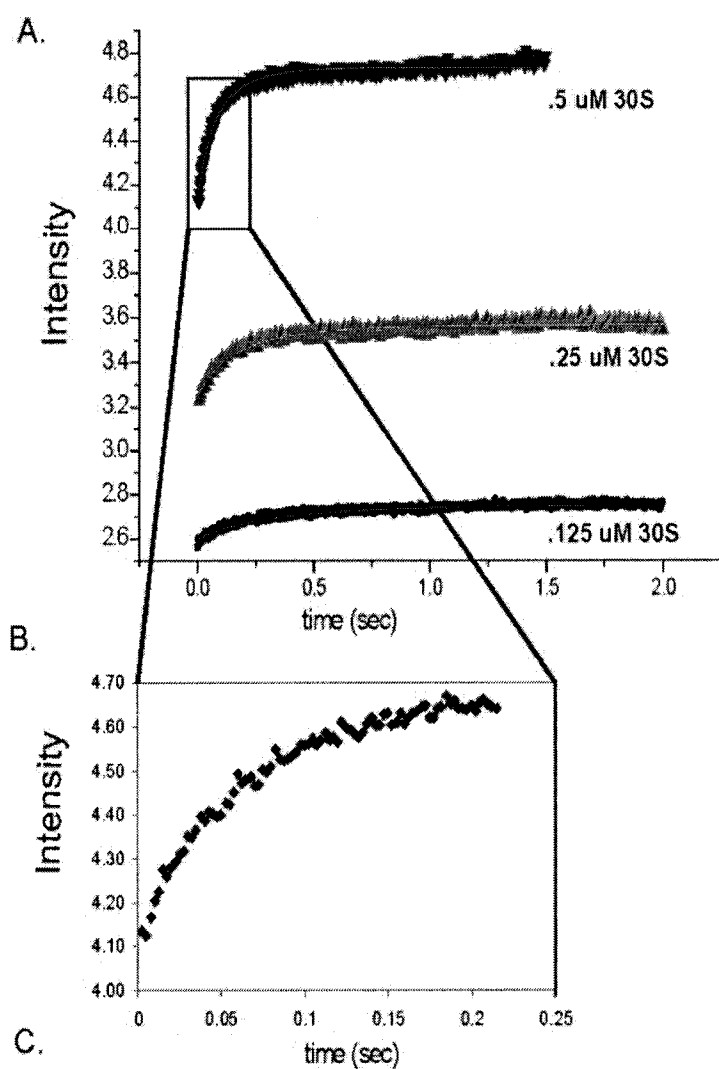 A.
4.8
4.6
4.4
4.2
4.0
3.8
3.6
3.4
3.2
3.0
2.8
2.6
Intensity
.5 uM 30S
.25 uM 30S
.125 uM 30S
0.0 0.5 1.0 1.5 2.0
time (sec)
B.
4.70
4.60
4.50
4.40
4.30
4.20
4.10
4.00
Intensity
0 0.05 0.1 0.15 0.2 0.25
time (sec)
C.